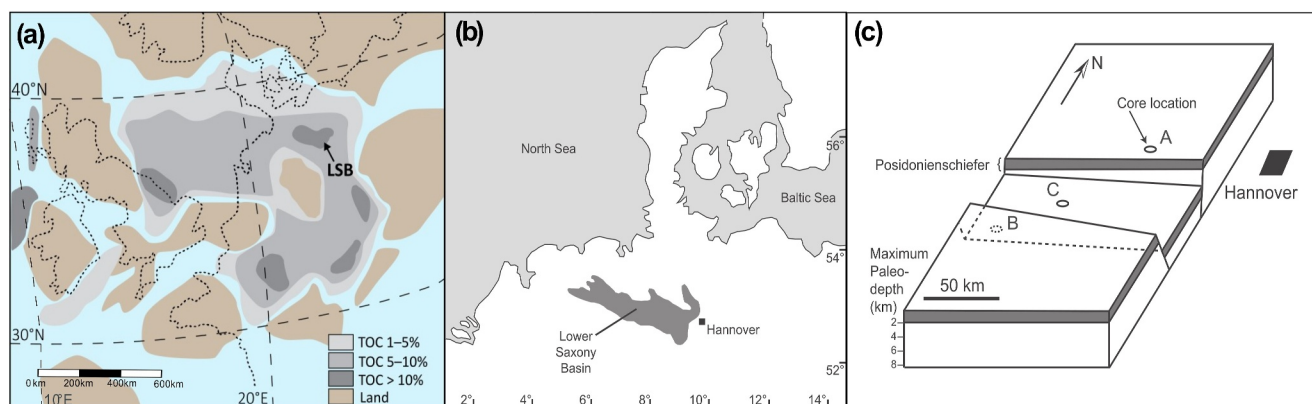 (a)
40°N
LSB
30°N
TOC 1–5%
TOC 5–10%
TOC > 10%
Land
0km 200km 400km 600km
10°E
20°E
(b)
North Sea
Baltic Sea
56°
54°
52°
Hannover
Lower
Saxony
Basin
2° 4° 6° 8° 10° 12° 14°
(c)
N
Core location
A
Posidonienschiefer
Hannover
C
B
Maximum
Paleo-
depth
(km)
50 km
2
4
6
8